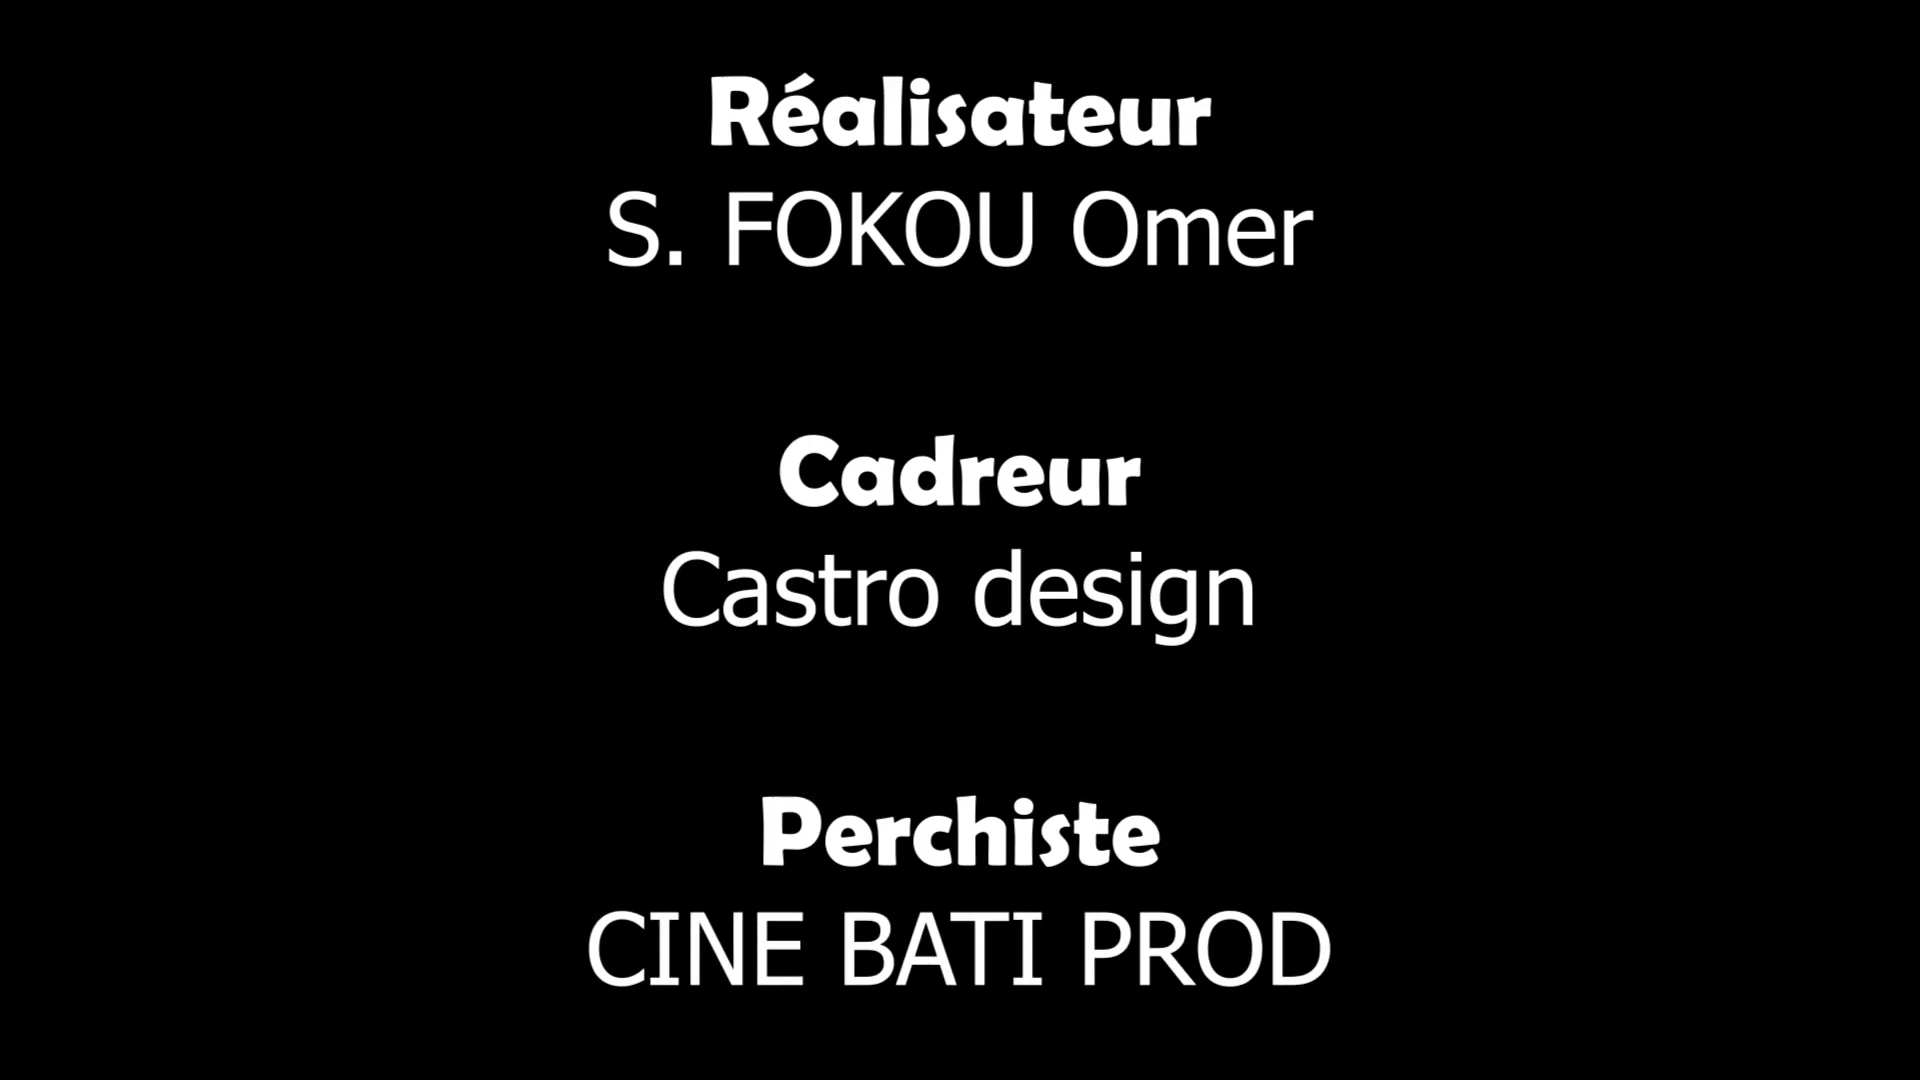 Réalisateur
S. FOKOU Omer
Cadreur
Castro design
Perchiste
CINE BATI PROD